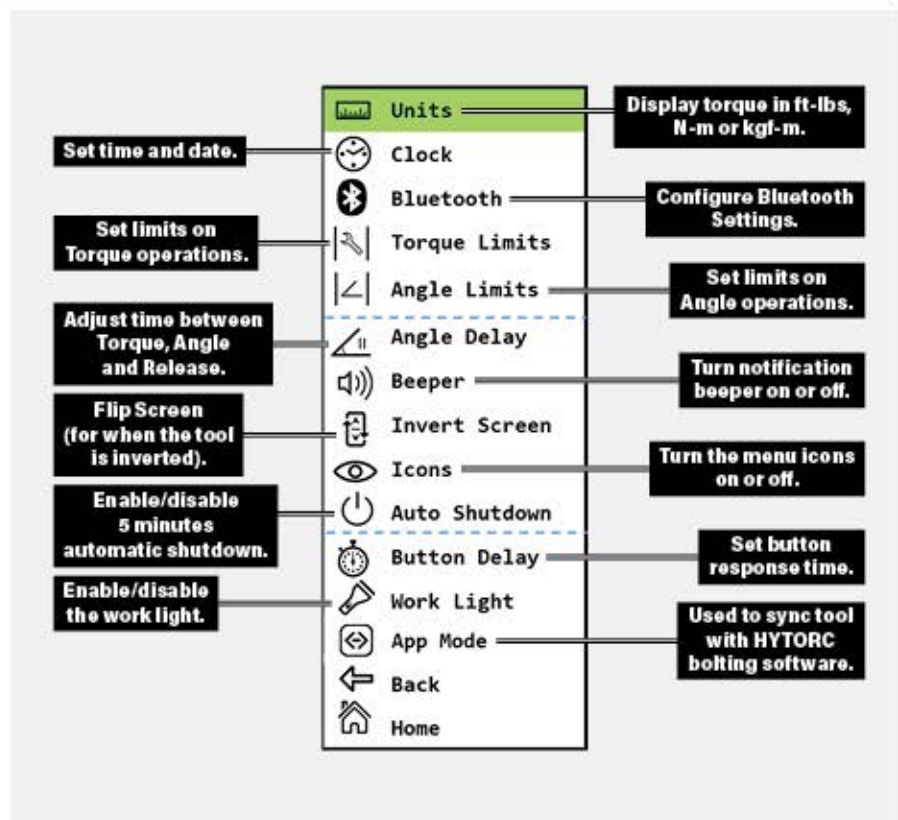 Units
Display torque in ft-lbs,
N-m or kgf-m.
Set time and date.
Clock
Bluetooth
Configure Bluetooth
Settings.
Set limits on
Torque operations.
Torque Limits
Angle Limits
Set limits on
Angle operations.
Adjust time between
Torque, Angle
and Release.
Angle Delay
Beeper
Turn notification
beeper on or off.
Flip Screen
(for when the tool
is inverted).
Invert Screen
Icons
Turn the menu icons
on or off.
Enable/disable
5 minutes
automatic shutdown.
Auto Shutdown
Button Delay
Set button
response time.
Enable/disable
the work light.
Work Light
App Mode
Used to sync tool
with HYTORC
bolting software.
Back
Home